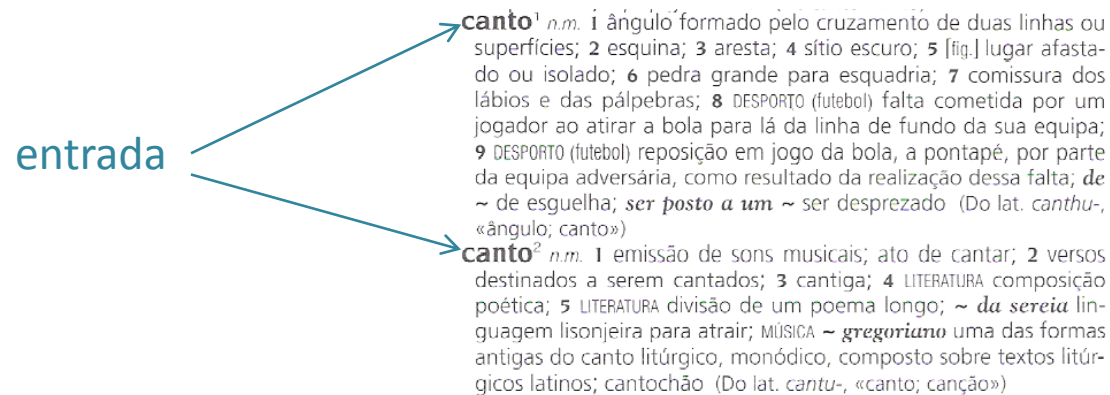 entrada
canto¹ n.m. 1 ângulo formado pelo cruzamento de duas linhas ou
superfícies; 2 esquina; 3 aresta; 4 sítio escuro; 5 [fig.] lugar afasta-
do ou isolado; 6 pedra grande para esquadria; 7 comissura dos
lábios e das pálpebras; 8 DESPORTO (futebol) falta cometida por um
jogador ao atirar a bola para lá da linha de fundo da sua equipa;
9 DESPORTO (futebol) reposição em jogo da bola, a pontapé, por parte
da equipa adversária, como resultado da realização dessa falta; de
~ de esguelha; ser posto a um ~ ser desprezado (Do lat. canthu-,
«ângulo; canto»)
canto² n.m. 1 emissão de sons musicais; ato de cantar; 2 versos
destinados a serem cantados; 3 cantiga; 4 LITERATURA composição
poética; 5 LITERATURA divisão de um poema longo; ~ da sereia lin-
guagem lisonjeira para atrair; MÚSICA ~ gregoriano uma das formas
antigas do canto litúrgico, monódico, composto sobre textos litúr-
gicos latinos; cantochão (Do lat. cantu-, «canto; canção»)